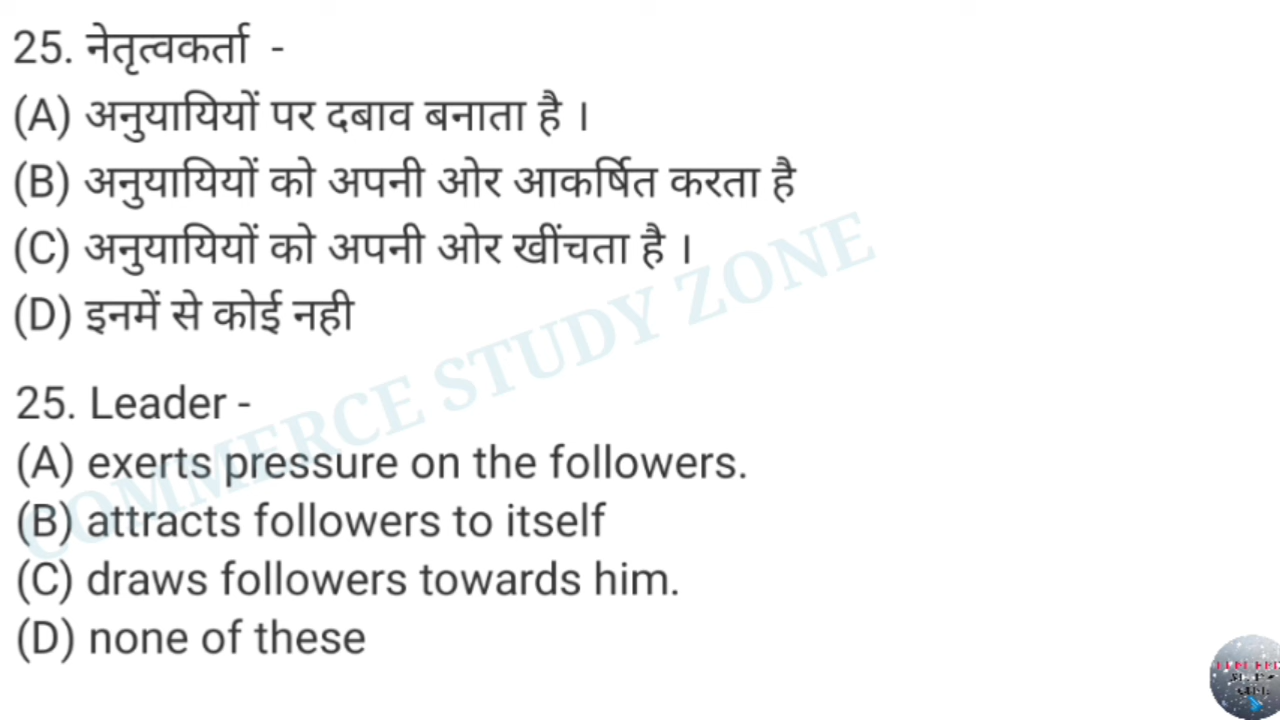 25. नेतृत्वकर्ता -
(A) अनुयायियों पर दबाव बनाता है ।
(B) अनुयायियों को अपनी ओर आकर्षित करता है
(C) अनुयायियों को अपनी ओर खींचता है ।
(D) इनमें से कोई नही
COMMERCE STUDY ZONE
25. Leader -
(A) exerts pressure on the followers.
(B) attracts followers to itself
(C) draws followers towards him.
(D) none of these